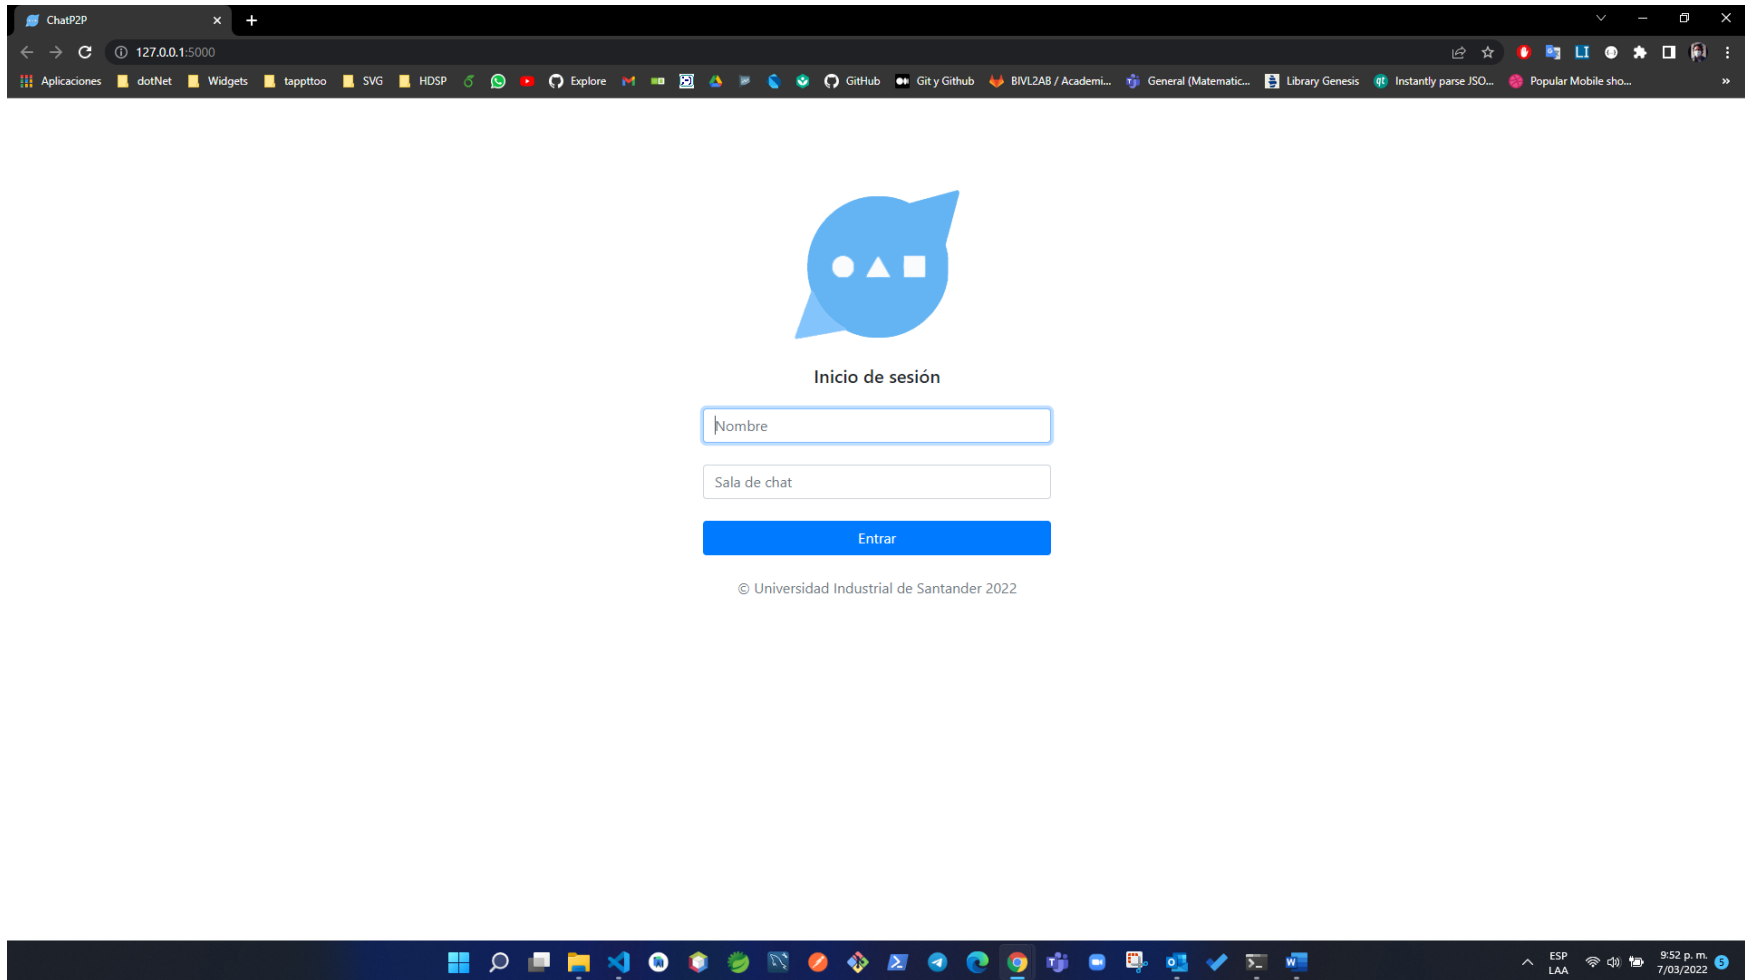 ChatP2P
127.0.0.1:5000
Aplicaciones dotNet Widgets tappttoo SVG HDSP Explore GitHub Git y Github BIVL2AB / Academi... General (Matematic... Library Genesis Instantly parse JSO... Popular Mobile sho... »
Inicio de sesión
Nombre
Sala de chat
Entrar
© Universidad Industrial de Santander 2022
ESP
LAA
9:52 p. m.
7/03/2022
5